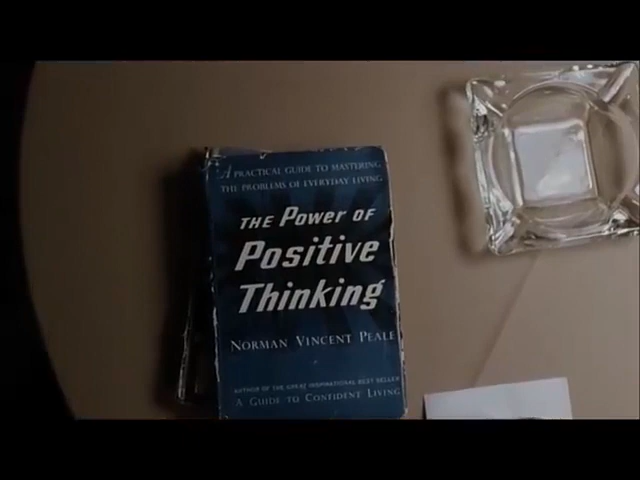 A PRACTICAL GUIDE TO MASTERING
THE PROBLEMS OF EVERYDAY LIVING
THE POWER OF
Positive
Thinking
NORMAN VINCENT PEALE
AUTHOR OF THE GREAT INSPIRATIONAL BEST SELLER
A GUIDE TO CONFIDENT LIVING